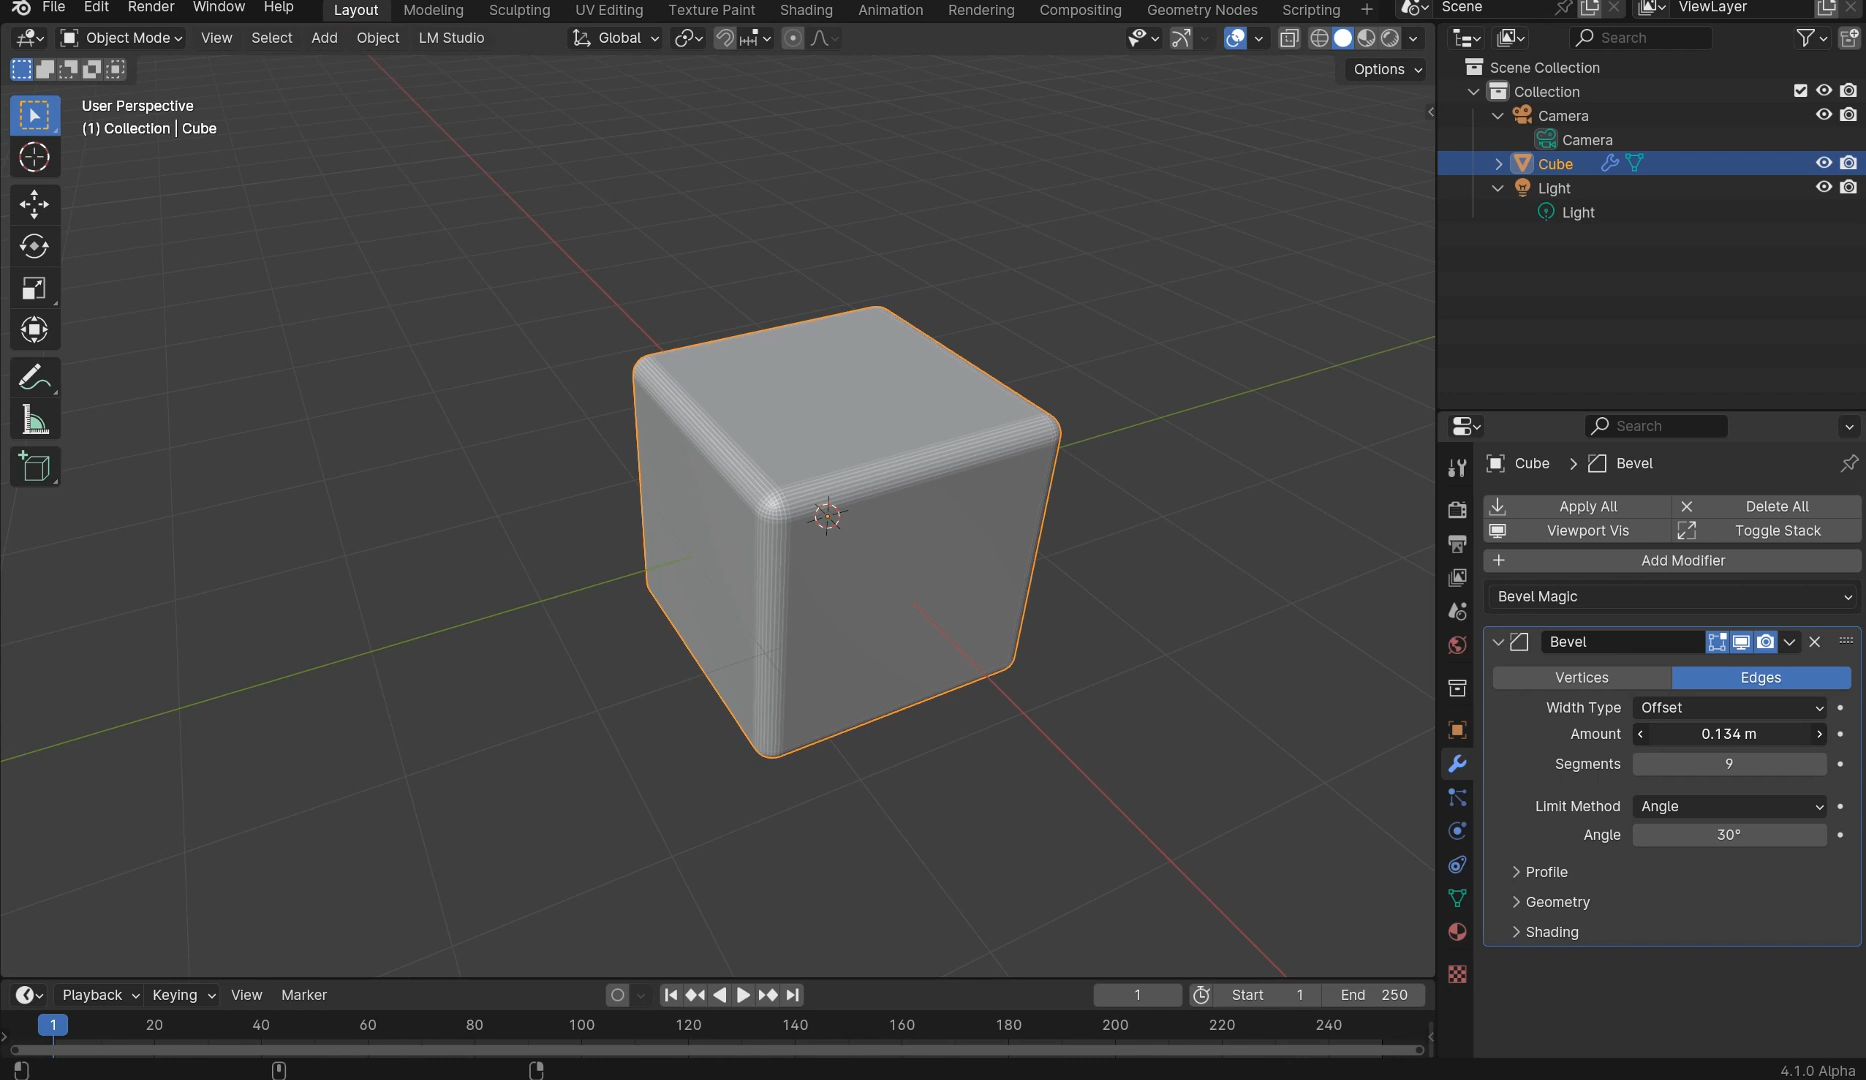 File Edit Render Window Help Layout Modeling Sculpting UV Editing Texture Paint Shading Animation Rendering Compositing Geometry Nodes Scripting + Scene ViewLayer
Object Mode View Select Add Object LM Studio Global Search
Options
User Perspective
(1) Collection | Cube
Scene Collection
Collection
Camera
Camera
Cube
Light
Light
Search
Cube > Bevel
Apply All Delete All
Viewport Vis Toggle Stack
Add Modifier
Bevel Magic
Bevel
Vertices Edges
Width Type Offset
Amount 0.134 m
Segments 9
Limit Method Angle
Angle 30°
Profile
Geometry
Shading
Playback Keying View Marker 1 Start 1 End 250
1 20 40 60 80 100 120 140 160 180 200 220 240
4.1.0 Alpha